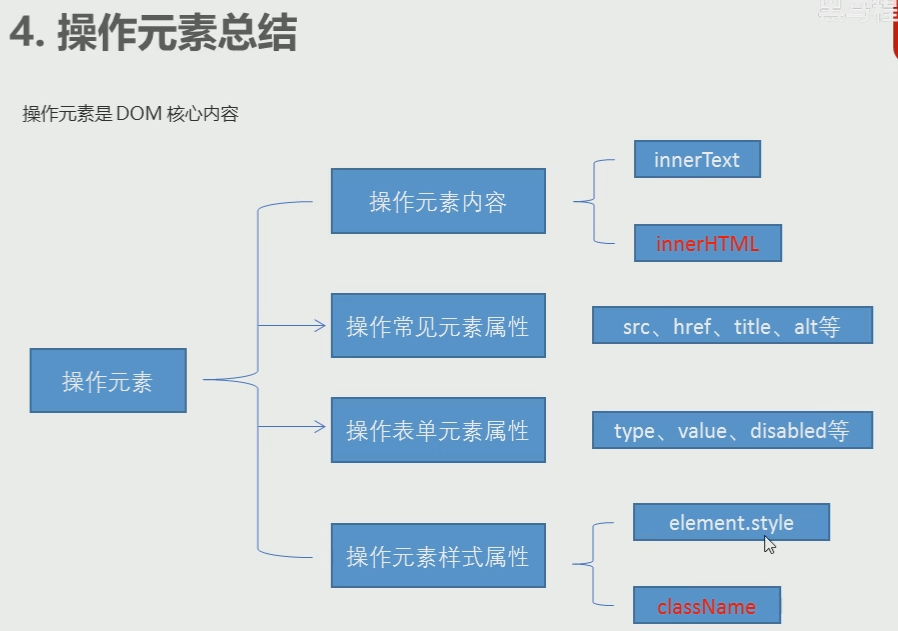 4. 操作元素总结
操作元素是 DOM 核心内容
操作元素
操作元素内容
innerText
innerHTML
操作常见元素属性
src、href、title、alt等
操作表单元素属性
type、value、disabled等
操作元素样式属性
element.style
className